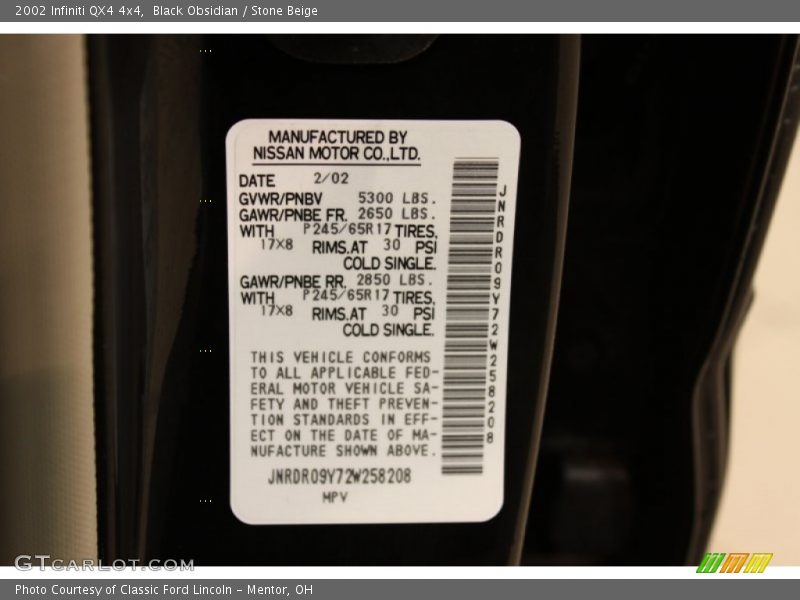 2002 Infiniti QX4 4x4,  Black Obsidian / Stone Beige
MANUFACTURED BY
NISSAN MOTOR CO.,LTD.
DATE 2/02
GVWR/PNBV 5300 LBS.
GAWR/PNBE FR. 2650 LBS.
WITH P245/65R17 TIRES,
17X8 RIMS.AT 30 PSI
COLD SINGLE.
GAWR/PNBE RR. 2850 LBS.
WITH P245/65R17 TIRES,
17X8 RIMS.AT 30 PSI
COLD SINGLE.
THIS VEHICLE CONFORMS
TO ALL APPLICABLE FED-
ERAL MOTOR VEHICLE SA-
FETY AND THEFT PREVEN-
TION STANDARDS IN EFF-
ECT ON THE DATE OF MA-
NUFACTURE SHOWN ABOVE.
JNRDR09Y72W258208
MPV
JNRDR09Y72W258208
GTCARLOT.COM
Photo Courtesy of Classic Ford Lincoln - Mentor, OH